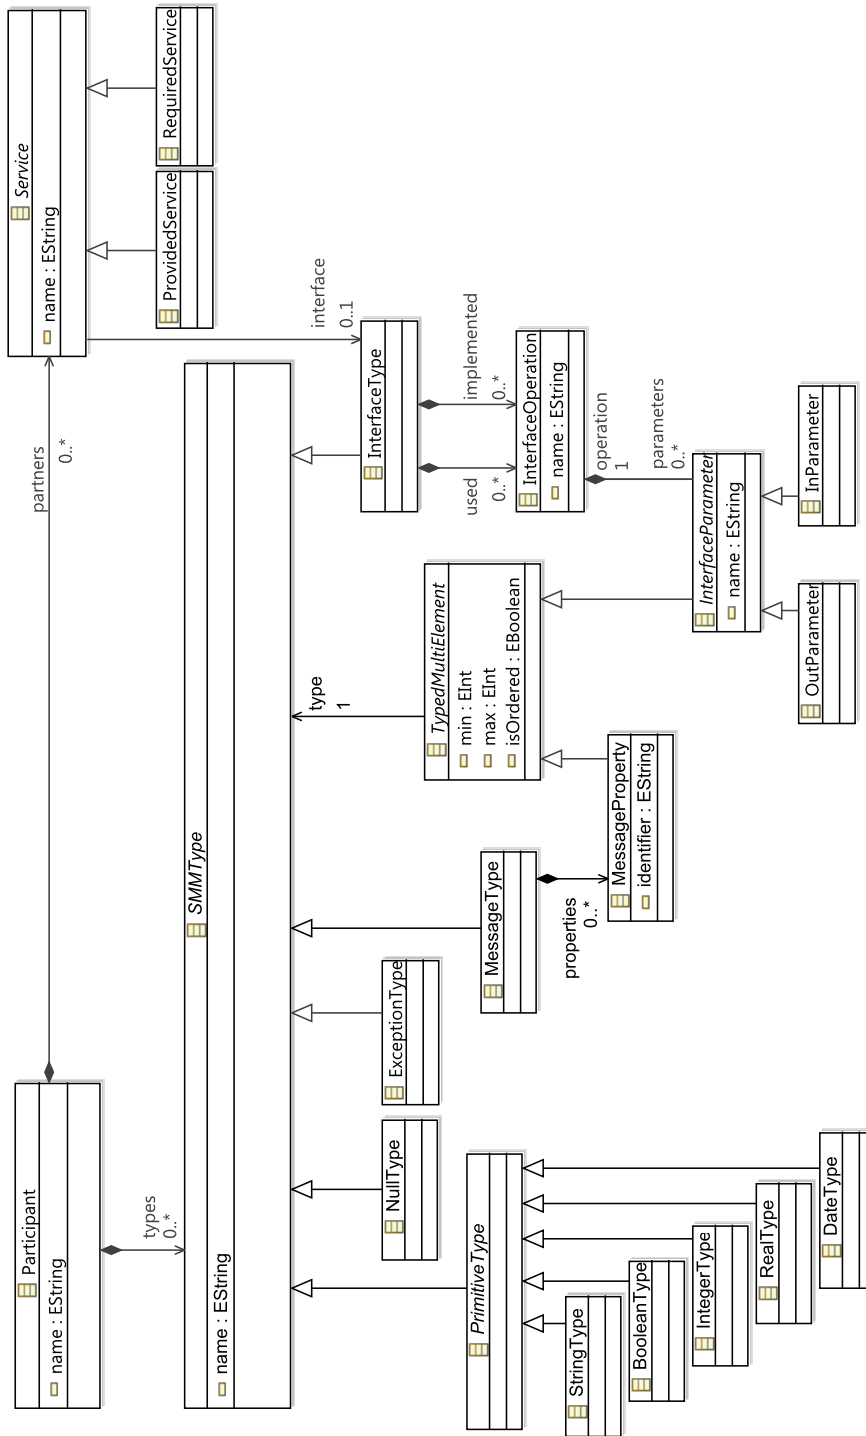 Participant
name : EString
partners
0..*
Service
name : EString
ProvidedService
RequiredService
types
0..*
interface
0..1
SMMType
name : EString
type
1
InterfaceType
used
0..*
implemented
0..*
InterfaceOperation
name : EString
operation
1
parameters
0..*
InterfaceParameter
name : EString
OutParameter
InParameter
TypedMultiElement
min : EInt
max : EInt
isOrdered : EBoolean
MessageType
properties
0..*
MessageProperty
identifier : EString
ExceptionType
NullType
PrimitiveType
StringType
BooleanType
IntegerType
RealType
DateType